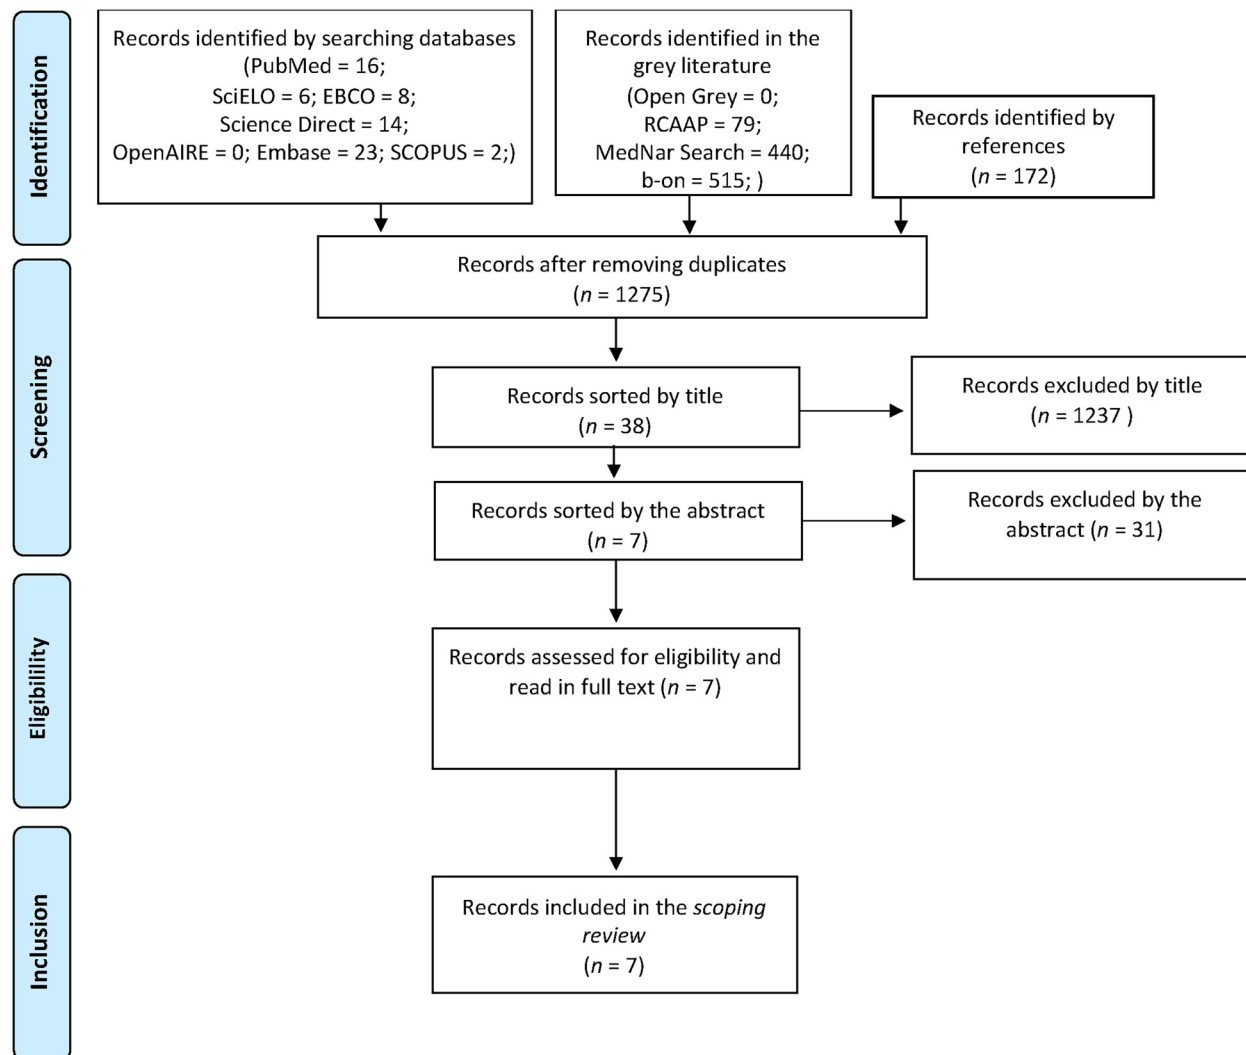 Identification
Records identified by searching databases
(PubMed = 16;
SciELO = 6; EBCO = 8;
Science Direct = 14;
OpenAIRE = 0; Embase = 23; SCOPUS = 2;)
Records identified in the
grey literature
(Open Grey = 0;
RCAAP = 79;
MedNar Search = 440;
b-on = 515; )
Records identified by
references
(n = 172)
Screening
Records after removing duplicates
(n = 1275)
Records sorted by title
(n = 38)
Records excluded by title
(n = 1237 )
Records sorted by the abstract
(n = 7)
Records excluded by the
abstract (n = 31)
Eligibility
Records assessed for eligibility and
read in full text (n = 7)
Inclusion
Records included in the scoping
review
(n = 7)